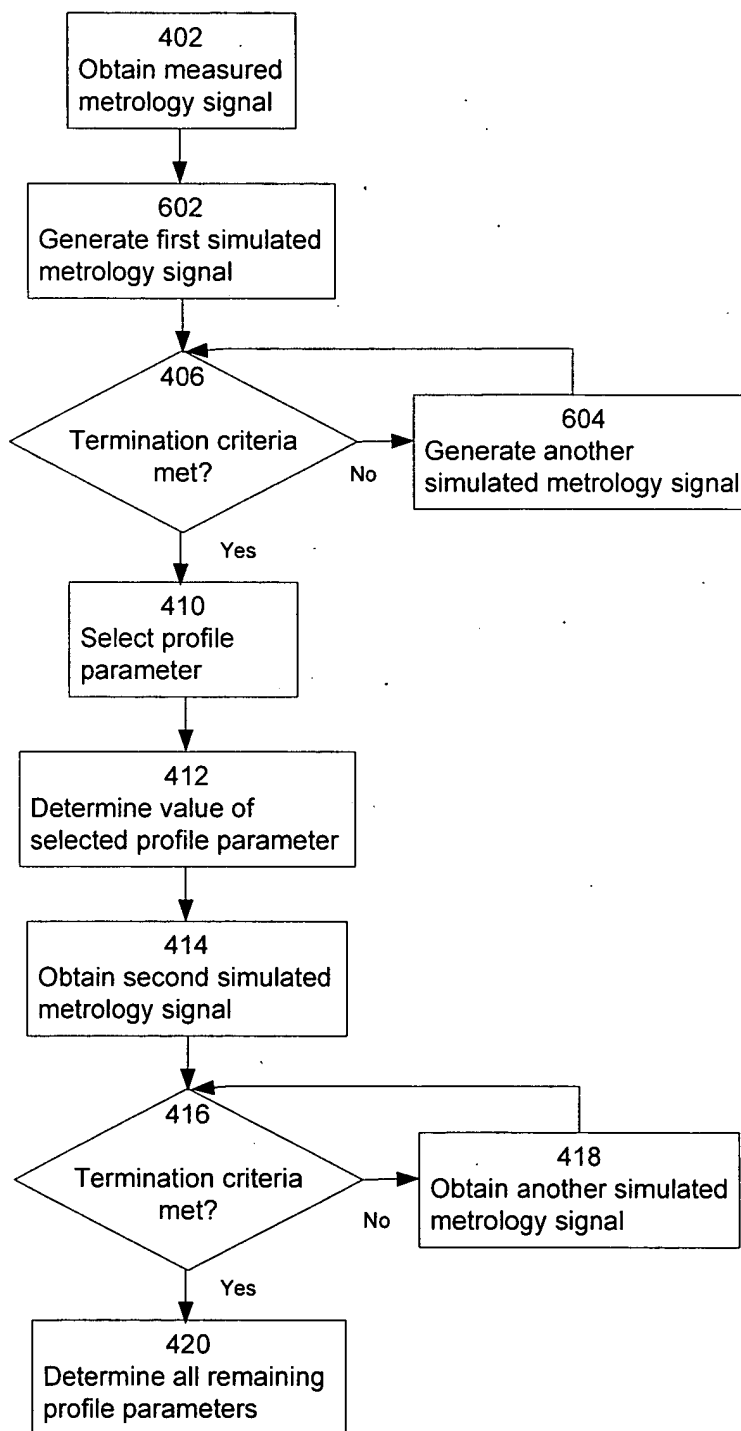 402
Obtain measured
metrology signal
602
Generate first simulated
metrology signal
406
Termination criteria
met?
No
604
Generate another
simulated metrology signal
Yes
410
Select profile
parameter
412
Determine value of
selected profile parameter
414
Obtain second simulated
metrology signal
416
Termination criteria
met?
No
418
Obtain another simulated
metrology signal
Yes
420
Determine all remaining
profile parameters